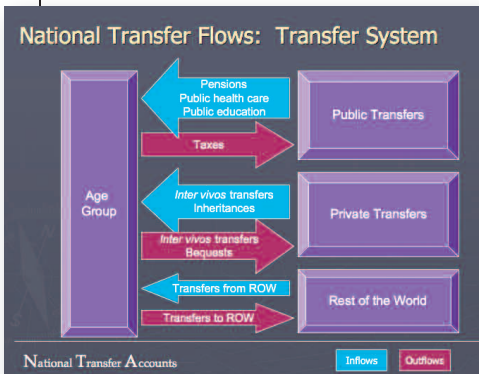 National Transfer Flows: Transfer System
Pensions
Public health care
Public education
Public Transfers
Taxes
Age
Group
Inter vivos transfers
Inheritances
Private Transfers
Inter vivos transfers
Bequests
Transfers from ROW
Rest of the World
Transfers to ROW
National Transfer Accounts
Inflows
Outflows